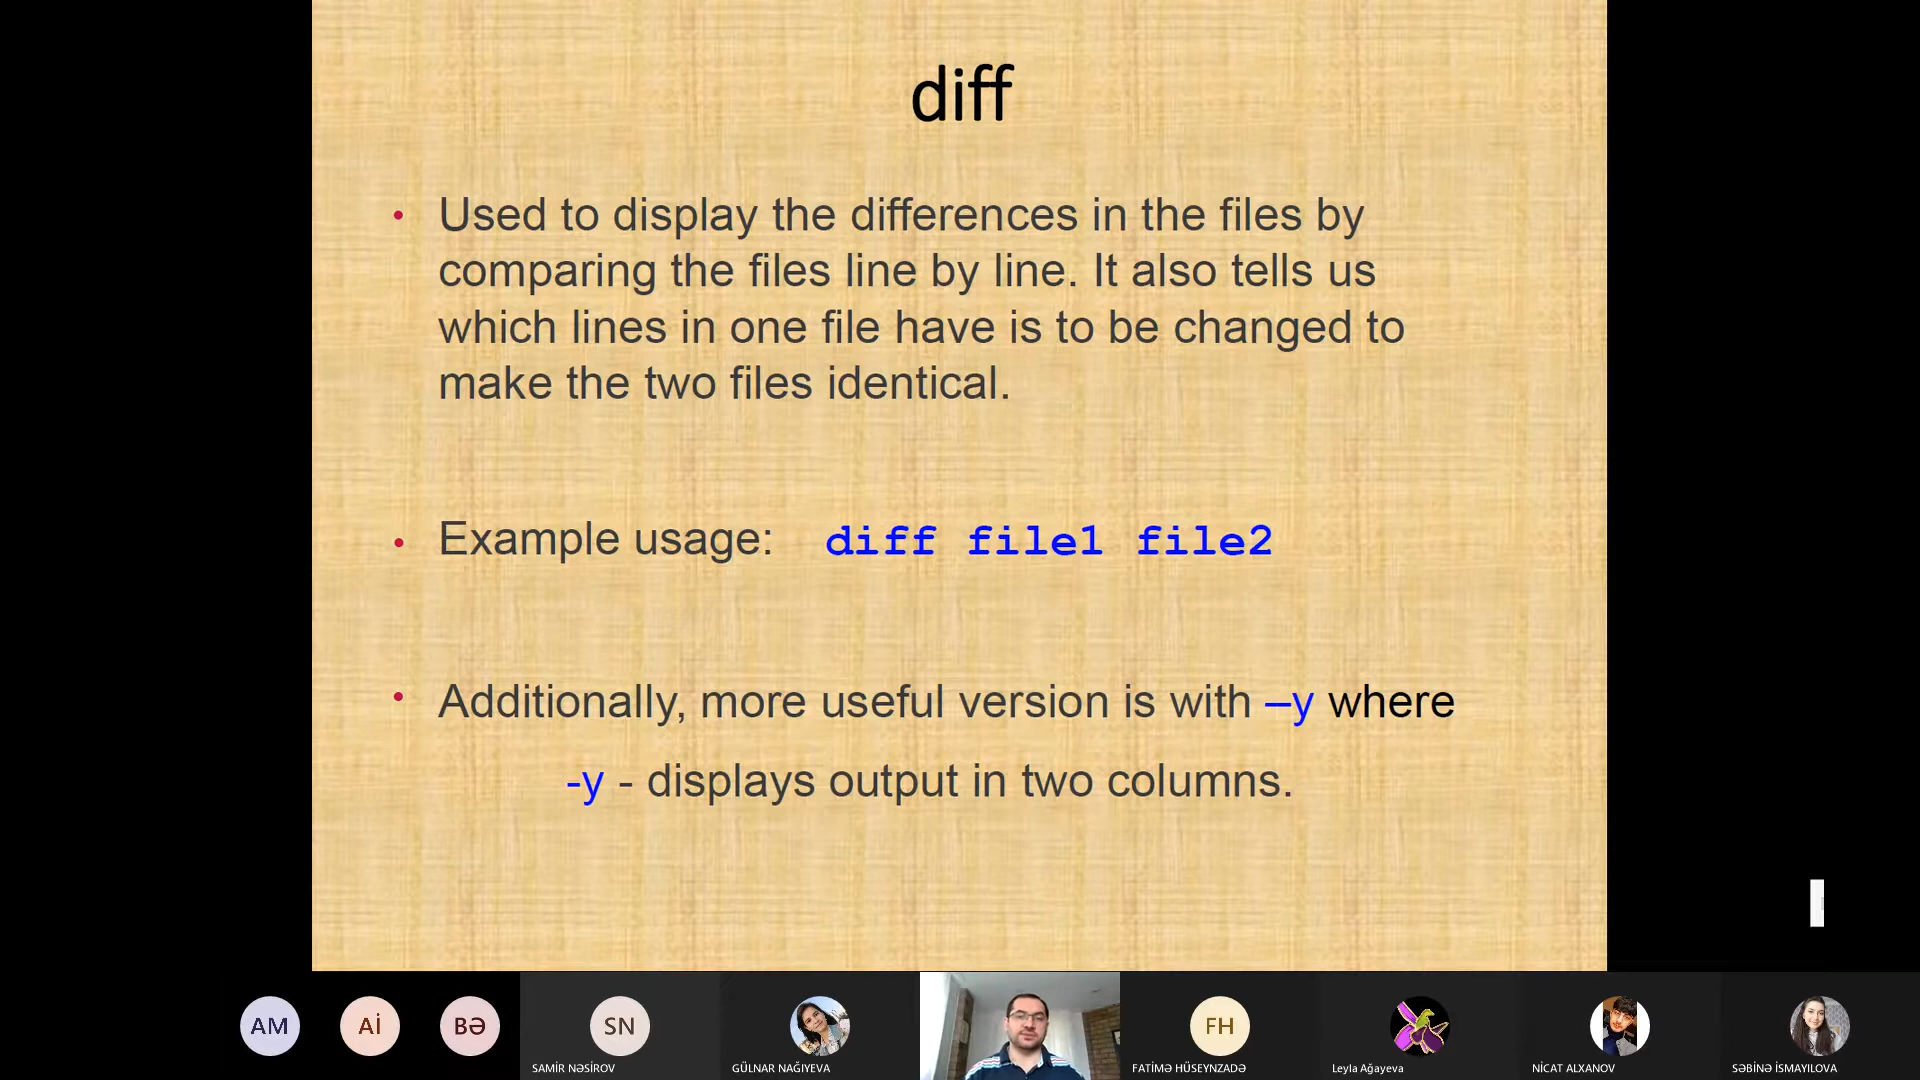 diff
• Used to display the differences in the files by
comparing the files line by line. It also tells us
which lines in one file have is to be changed to
make the two files identical.
• Example usage: diff file1 file2
• Additionally, more useful version is with –y where
-y - displays output in two columns.
AM
Aİ
BƏ
SN
FH
SAMİR NƏSİROV
GÜLNAR NAĞIYEVA
FATİMƏ HÜSEYNZADƏ
Leyla Ağayeva
NİCAT ALXANOV
SƏBİNƏ İSMAYILOVA